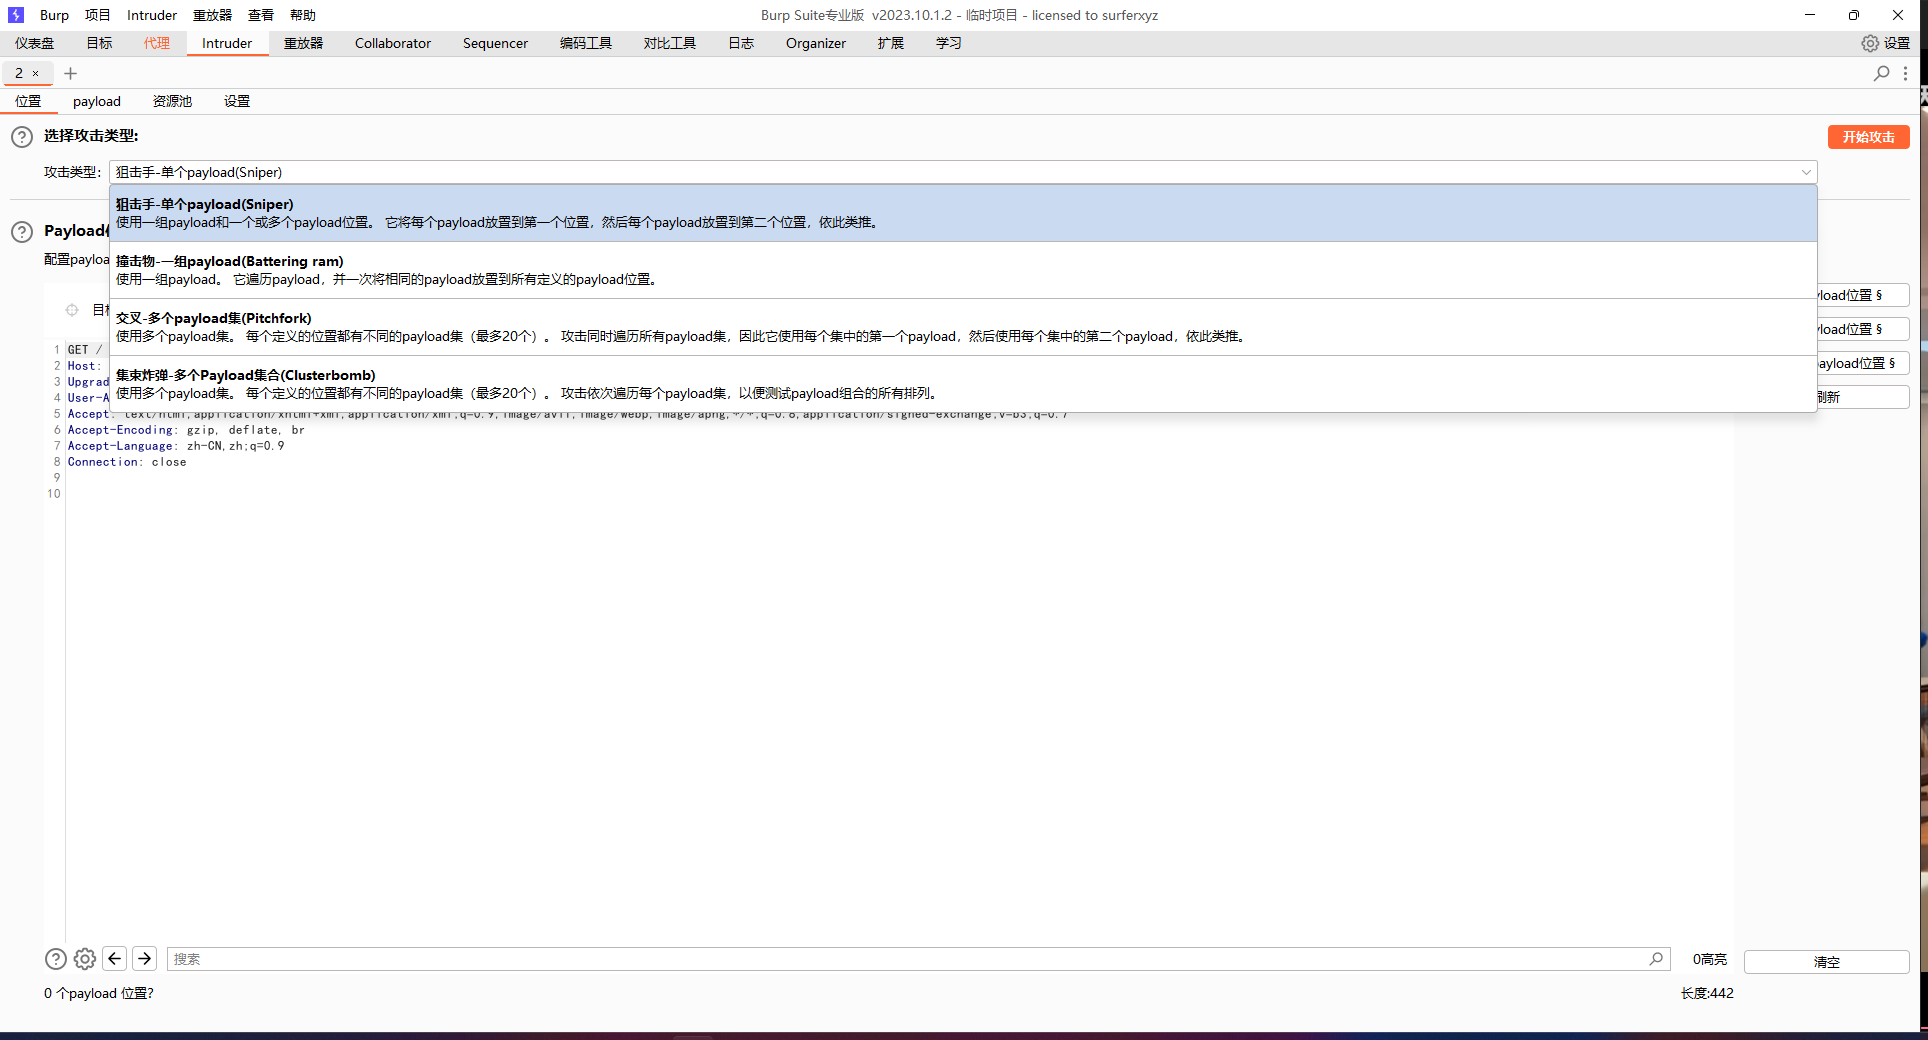 Burp 项目 Intruder 重放器 查看 帮助 Burp Suite专业版 v2023.10.1.2 - 临时项目 - licensed to surferxyz
仪表盘 目标 代理 Intruder 重放器 Collaborator Sequencer 编码工具 对比工具 日志 Organizer 扩展 学习 设置
2 × +
位置 payload 资源池 设置
选择攻击类型:
开始攻击
攻击类型: 狙击手-单个payload(Sniper)
狙击手-单个payload(Sniper)
使用一组payload和一个或多个payload位置。 它将每个payload放置到第一个位置，然后每个payload放置到第二个位置，依此类推。
Payload
撞击物-一组payload(Battering ram)
配置payloa
使用一组payload。 它遍历payload，并一次将相同的payload放置到所有定义的payload位置。
load位置 §
目标
交叉-多个payload集(Pitchfork)
使用多个payload集。 每个定义的位置都有不同的payload集（最多20个）。 攻击同时遍历所有payload集，因此它使用每个集中的第一个payload，然后使用每个集中的第二个payload，依此类推。
load位置 §
ayload位置 §
集束炸弹-多个Payload集合(Clusterbomb)
使用多个payload集。 每个定义的位置都有不同的payload集（最多20个）。 攻击依次遍历每个payload集，以便测试payload组合的所有排列。
刷新
1 GET /
2 Host:
3 Upgrad
4 User-A
5 Accept: text/html,application/xhtml+xml,application/xml;q=0.9,image/avif,image/webp,image/apng,*/*;q=0.8,application/signed-exchange;v=b3;q=0.7
6 Accept-Encoding: gzip, deflate, br
7 Accept-Language: zh-CN,zh;q=0.9
8 Connection: close
9
10
搜索
0高亮
清空
0 个payload 位置?
长度:442